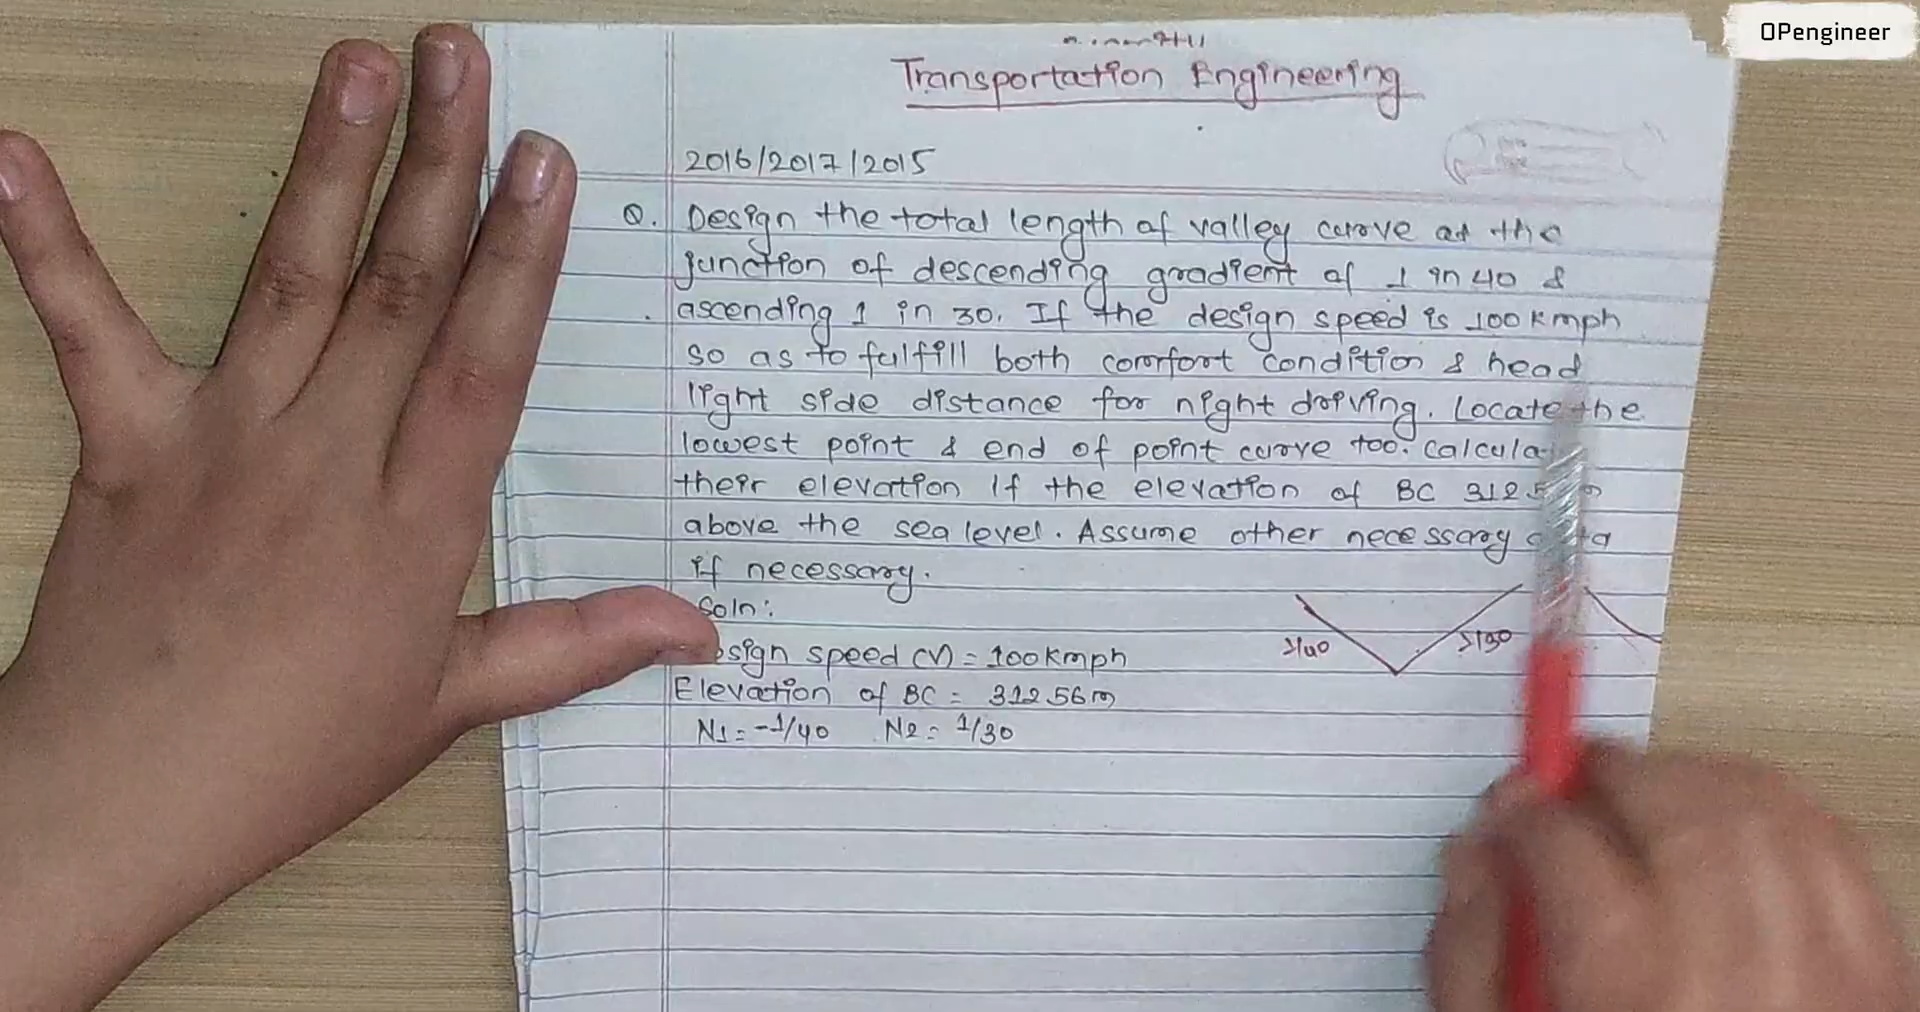 OPengineer
Transportation Engineering
2016/2017/2015
Q. Design the total length of valley curve at the
junction of descending gradient of 1 in 40 &
ascending 1 in 30. If the design speed is 100 kmph
so as to fulfill both comfort condition & head
light side distance for night driving. Locate the
lowest point & end of point curve too. Calcula
their elevation if the elevation of BC 312.5
above the sea level. Assume other necessary
if necessary.
Soln:
sign speed (V) = 100 kmph
Elevation of BC = 312.56m
N1 = -1/40 N2 = 1/30
1/40
1/30